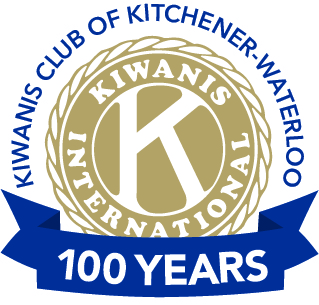 KIWANIS CLUB OF KITCHENER-WATERLOO
KIWANIS
K
INTERNATIONAL
100 YEARS